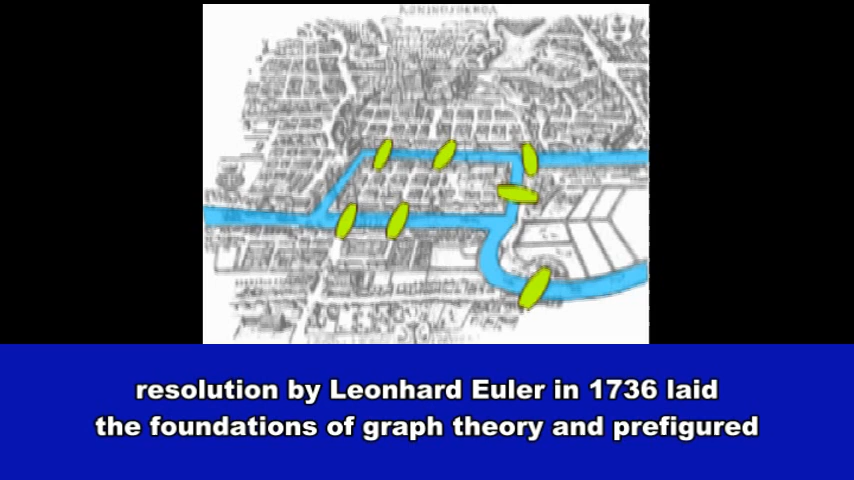 resolution by Leonhard Euler in 1736 laid
the foundations of graph theory and prefigured